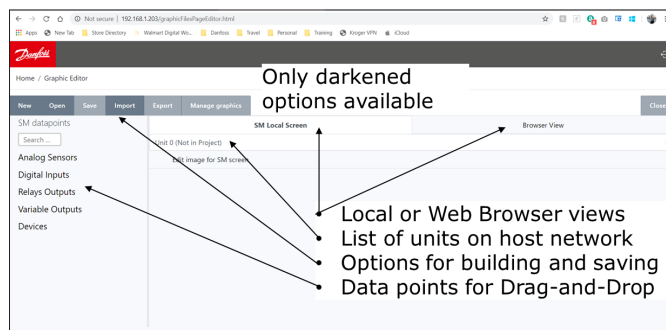 Not secure | 192.168.1.203/graphicFilesPageEditor.html
Apps New Tab Store Directory Walmart Digital Wo... Danfoss Travel Personal Training Kroger VPN iCloud
Danfoss
Home / Graphic Editor
Only darkened
options available
New Open Save Import Export Manage graphics Close
SM datapoints
SM Local Screen Browser View
Search ...
Unit 0 (Not in Project)
Analog Sensors
Edit image for SM screen
Digital Inputs
Relays Outputs
Variable Outputs
Devices
• Local or Web Browser views
• List of units on host network
• Options for building and saving
• Data points for Drag-and-Drop